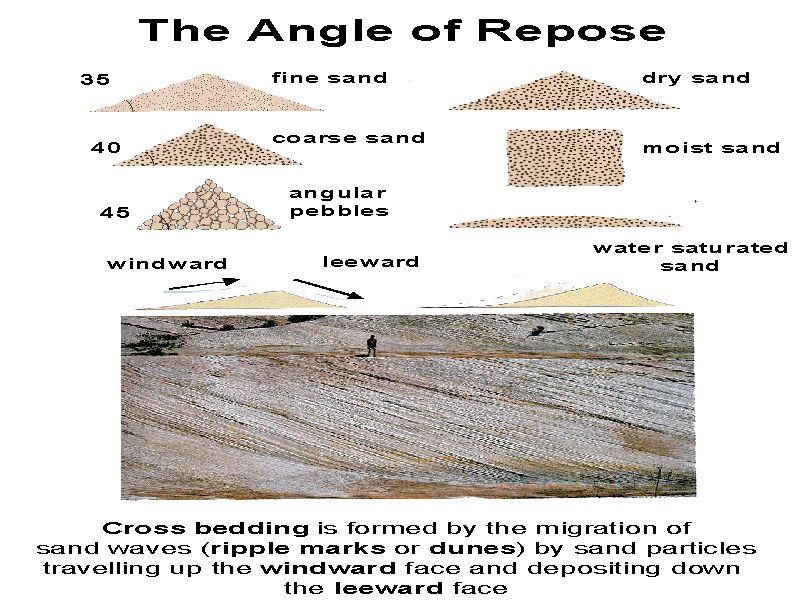 The Angle of Repose
35
fine sand
dry sand
40
coarse sand
moist sand
45
angular
pebbles
water saturated
sand
windward
leeward
Cross bedding is formed by the migration of
sand waves (ripple marks or dunes) by sand particles
travelling up the windward face and depositing down
the leeward face